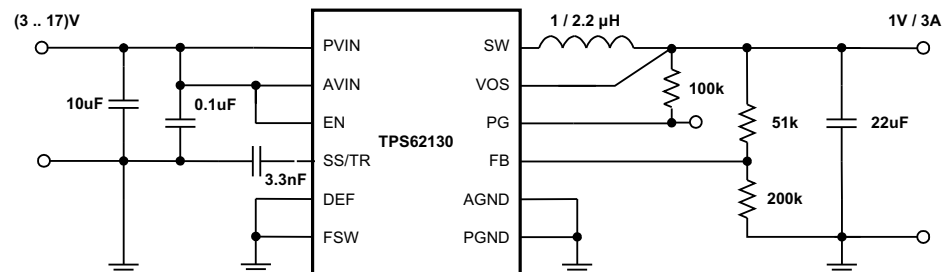 (3 .. 17)V
1 / 2.2 µH
1V / 3A
PVIN
SW
AVIN
VOS
10uF
0.1uF
100k
EN
PG
TPS62130
51k
22uF
SS/TR
FB
3.3nF
DEF
AGND
200k
FSW
PGND